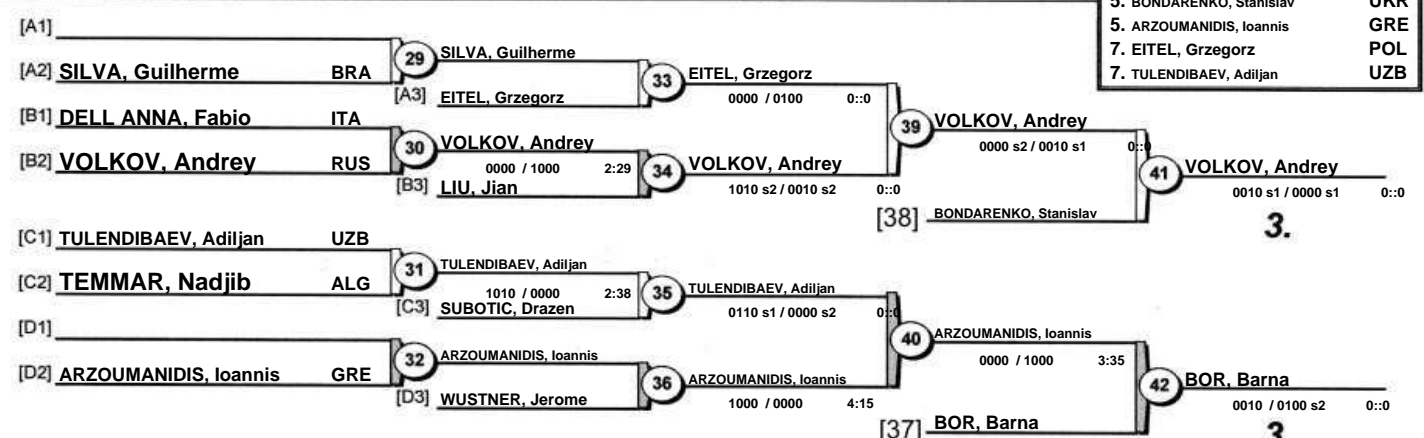 5. BONDARENKO, Stanislav UKR
5. ARZOUMANIDIS, Ioannis GRE
7. EITEL, Grzegorz POL
7. TULENDIBAEV, Adiljan UZB
[A1]
[A2] SILVA, Guilherme BRA
29 SILVA, Guilherme
[A3] EITEL, Grzegorz
33 EITEL, Grzegorz
0000 / 0100 0::0
[B1] DELL ANNA, Fabio ITA
[B2] VOLKOV, Andrey RUS
30 VOLKOV, Andrey
0000 / 1000 2:29
[B3] LIU, Jian
34 VOLKOV, Andrey
1010 s2 / 0010 s2 0::0
39 VOLKOV, Andrey
0000 s2 / 0010 s1 0::0
[38] BONDARENKO, Stanislav
41 VOLKOV, Andrey
0010 s1 / 0000 s1 0::0
3.
[C1] TULENDIBAEV, Adiljan UZB
[C2] TEMMAR, Nadjib ALG
31 TULENDIBAEV, Adiljan
1010 / 0000 2:38
[C3] SUBOTIC, Drazen
35 TULENDIBAEV, Adiljan
0110 s1 / 0000 s2 0::0
[D1]
[D2] ARZOUMANIDIS, Ioannis GRE
32 ARZOUMANIDIS, Ioannis
[D3] WUSTNER, Jerome
36 ARZOUMANIDIS, Ioannis
1000 / 0000 4:15
40 ARZOUMANIDIS, Ioannis
0000 / 1000 3:35
[37] BOR, Barna
42 BOR, Barna
0010 / 0100 s2 0::0
3